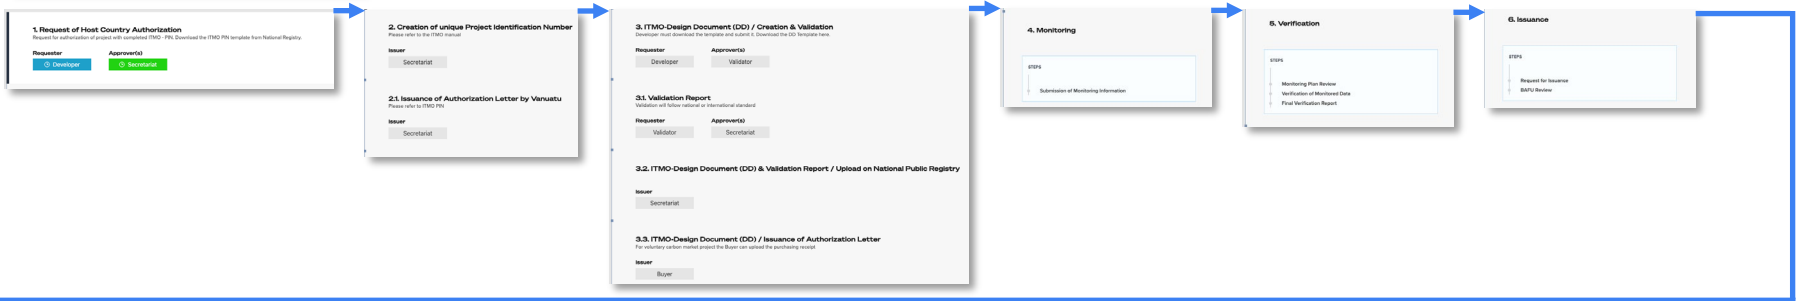 1. Request of Host Country Authorization
Request for authorization of project with completed ITMO - PIN. Download the ITMO PIN template from National Registry.
Requester
Approver(s)
Developer
Secretariat
2. Creation of unique Project Identification Number
Please refer to the ITMO manual
Issuer
Secretariat
2.1. Issuance of Authorization Letter by Vanuatu
Please refer to ITMO PIN
Issuer
Secretariat
3. ITMO-Design Document (DD) / Creation & Validation
Developer must download the template and submit it. Download the DD Template here.
Requester
Approver(s)
Developer
Validator
3.1. Validation Report
Validation will follow national or international standard
Requester
Approver(s)
Validator
Secretariat
3.2. ITMO-Design Document (DD) & Validation Report / Upload on National Public Registry
Issuer
Secretariat
3.3. ITMO-Design Document (DD) / Issuance of Authorization Letter
For voluntary carbon market project the Buyer can upload the purchasing receipt
Issuer
Buyer
4. Monitoring
STEPS
Submission of Monitoring Information
5. Verification
STEPS
Monitoring Plan Review
Verification of Monitored Data
Final Verification Report
6. Issuance
STEPS
Request for Issuance
BAFU Review